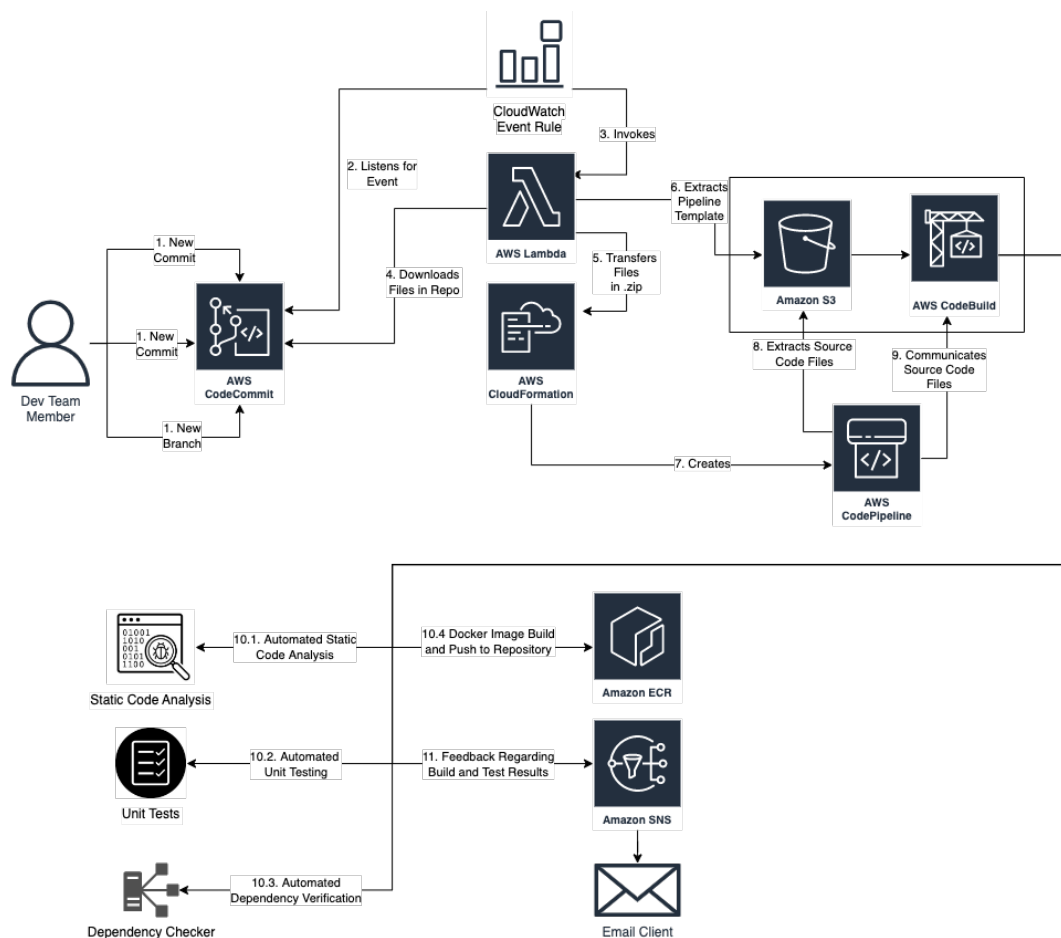 CloudWatch
Event Rule
3. Invokes
2. Listens for
Event
6. Extracts
Pipeline
Template
AWS Lambda
1. New
Commit
4. Downloads
Files in Repo
5. Transfers
Files
in .zip
Amazon S3
AWS CodeBuild
1. New
Commit
8. Extracts Source
Code Files
9. Communicates
Source Code
Files
AWS
CodeCommit
AWS
CloudFormation
Dev Team
Member
1. New
Branch
7. Creates
AWS
CodePipeline
01001
1010
001
0101
1100
10.1. Automated Static
Code Analysis
10.4 Docker Image Build
and Push to Repository
Static Code Analysis
Amazon ECR
10.2. Automated
Unit Testing
11. Feedback Regarding
Build and Test Results
Unit Tests
Amazon SNS
10.3. Automated
Dependency Verification
Dependency Checker
Email Client